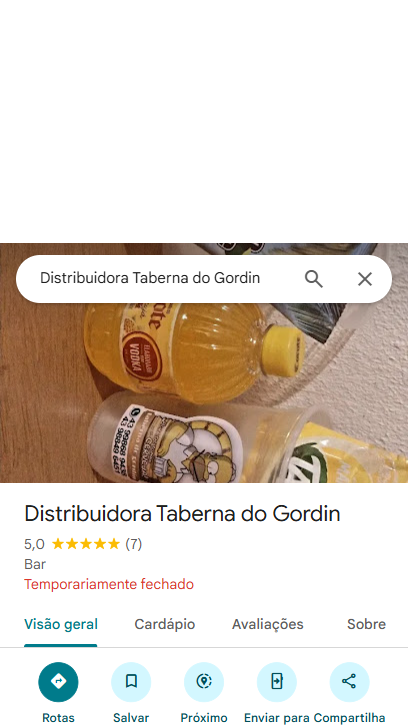 Distribuidora Taberna do Gordin
VODKA
Distribuidora Taberna do Gordin
5,0 (7)
Bar
Temporariamente fechado
Visão geral
Cardápio
Avaliações
Sobre
Rotas
Salvar
Próximo
Enviar para
Compartilha